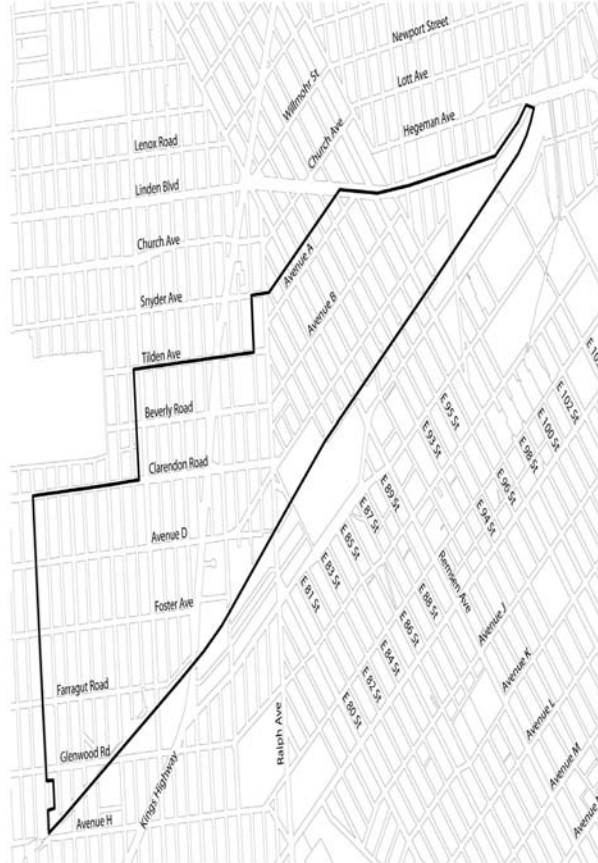 Newport Street
Lott Ave
Willmohr St
Hegeman Ave
Church Ave
Lenox Road
Linden Blvd
Church Ave
Avenue A
Snyder Ave
Avenue B
Tilden Ave
Beverly Road
Clarendon Road
E 95 St
E 93 St
E 102 St
E 100 St
E 98 St
E 96 St
E 94 St
E 89 St
E 87 St
E 85 St
E 83 St
E 81 St
Avenue D
Remsen Ave
E 88 St
E 86 St
E 84 St
E 82 St
E 80 St
Foster Ave
Avenue J
Avenue K
Avenue L
Avenue M
Farragut Road
Ralph Ave
Glenwood Rd
Kings Highway
Avenue H